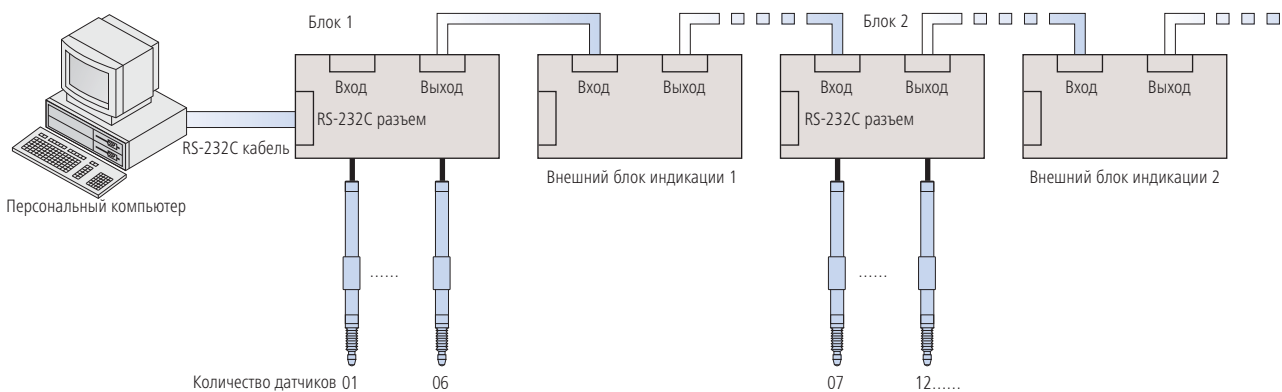 Блок 1
Блок 2
Вход
Выход
Вход
Выход
Вход
Выход
Вход
Выход
RS-232C разъем
RS-232C разъем
RS-232C кабель
Внешний блок индикации 1
Внешний блок индикации 2
Персональный компьютер
......
......
Количество датчиков 01
06
07
12......